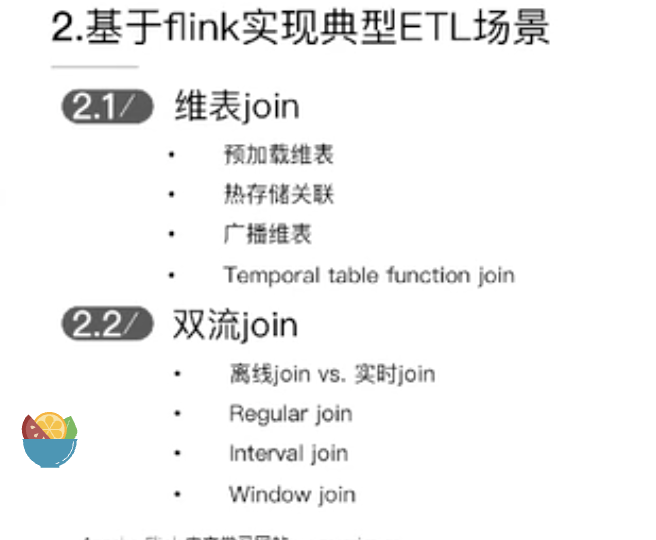 2.基于flink实现典型ETL场景
2.1/ 维表join
• 预加载维表
• 热存储关联
• 广播维表
• Temporal table function join
2.2/ 双流join
• 离线join vs. 实时join
• Regular join
• Interval join
• Window join